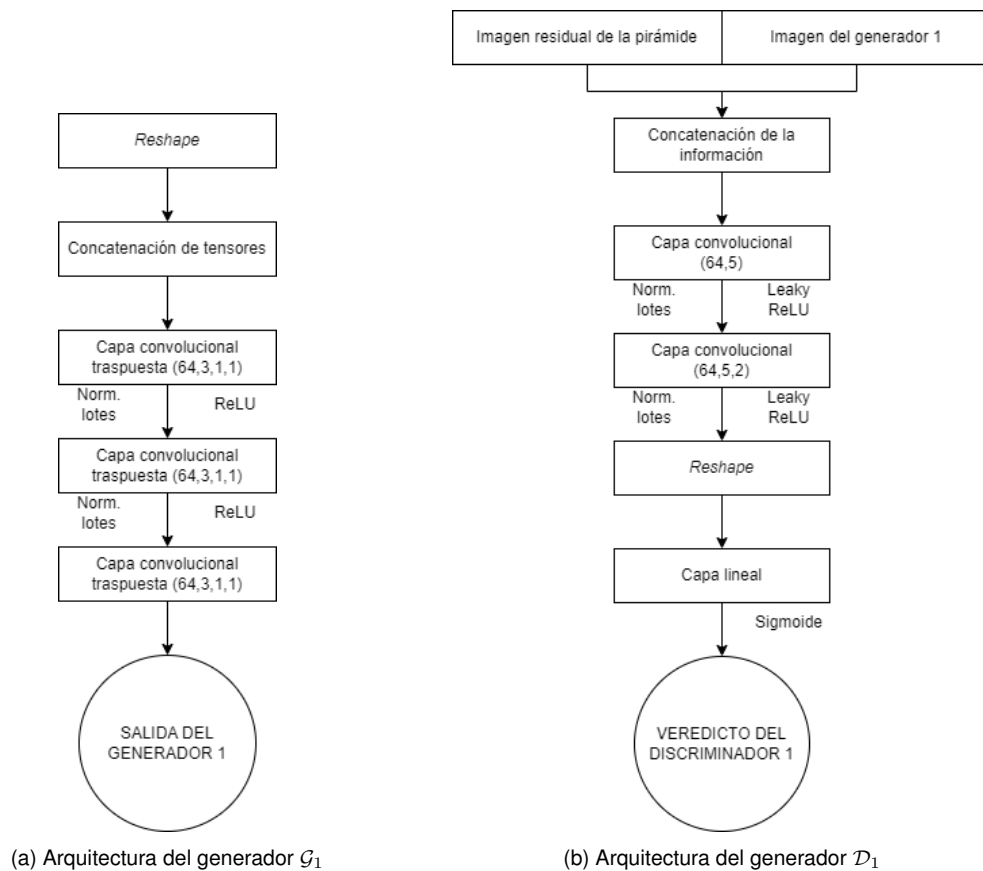 Reshape
Concatenación de tensores
Capa convolucional
traspuesta (64,3,1,1)
Norm.
lotes
ReLU
Capa convolucional
traspuesta (64,3,1,1)
Norm.
lotes
ReLU
Capa convolucional
traspuesta (64,3,1,1)
SALIDA DEL
GENERADOR 1
(a) Arquitectura del generador 𝒢₁
Imagen residual de la pirámide
Imagen del generador 1
Concatenación de la
información
Capa convolucional
(64,5)
Norm.
lotes
Leaky
ReLU
Capa convolucional
(64,5,2)
Norm.
lotes
Leaky
ReLU
Reshape
Capa lineal
Sigmoide
VEREDICTO DEL
DISCRIMINADOR 1
(b) Arquitectura del generador 𝒟₁